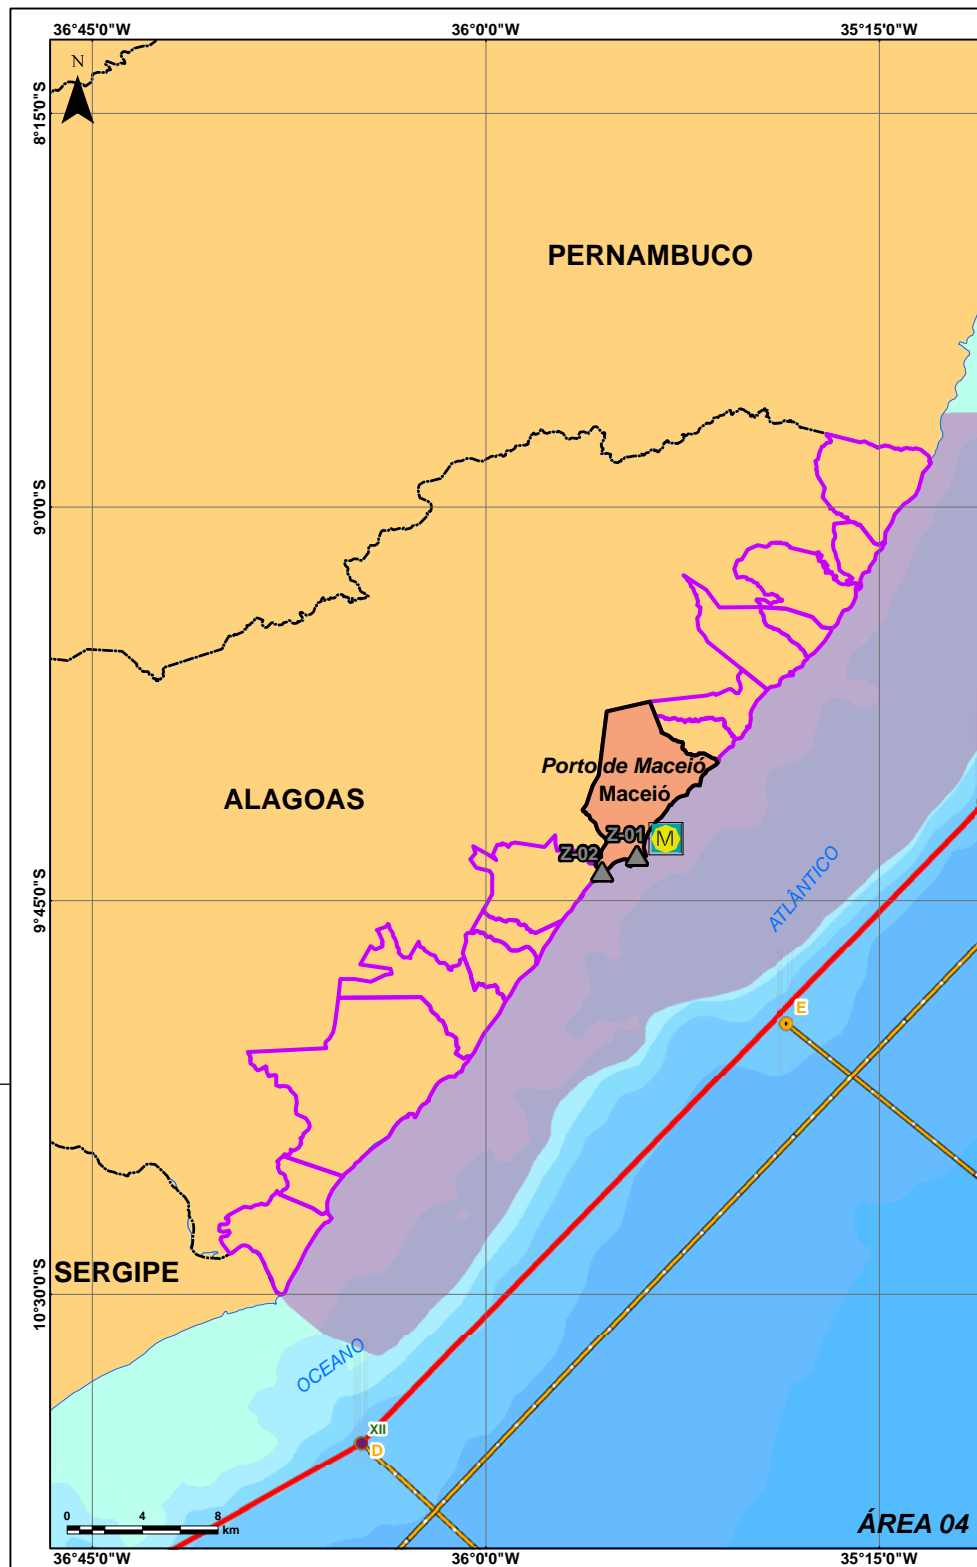 36°45'0"W
36°0'0"W
35°15'0"W
N
8°15'0"S
PERNAMBUCO
9°0'0"S
Porto de Maceió
Maceió
ALAGOAS
Z-01
M
Z-02
ATLÂNTICO
9°45'0"S
E
SERGIPE
10°30'0"S
OCEANO
XII
D
0 4 8
km
ÁREA 04
36°45'0"W
36°0'0"W
35°15'0"W